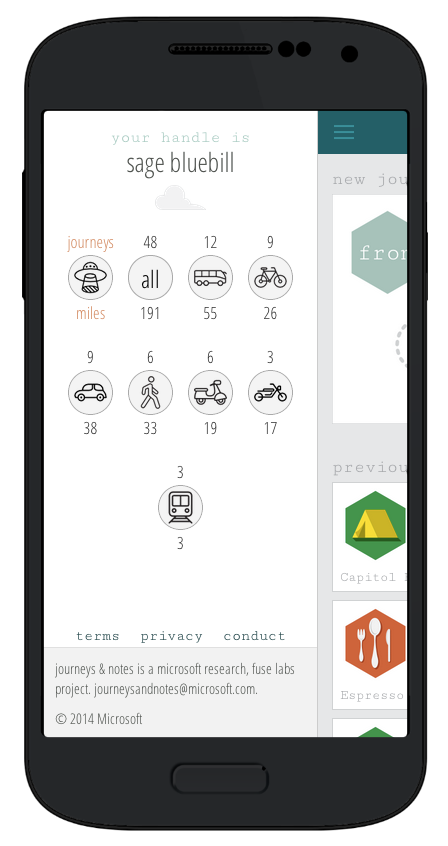 your handle is
sage bluebill
journeys 48 12 9
all
miles 191 55 26
9 6 6 3
38 33 19 17
3
3
terms privacy conduct
journeys & notes is a microsoft research, fuse labs
project. journeysandnotes@microsoft.com.
© 2014 Microsoft
new jou
from
previou
Capitol
Espresso